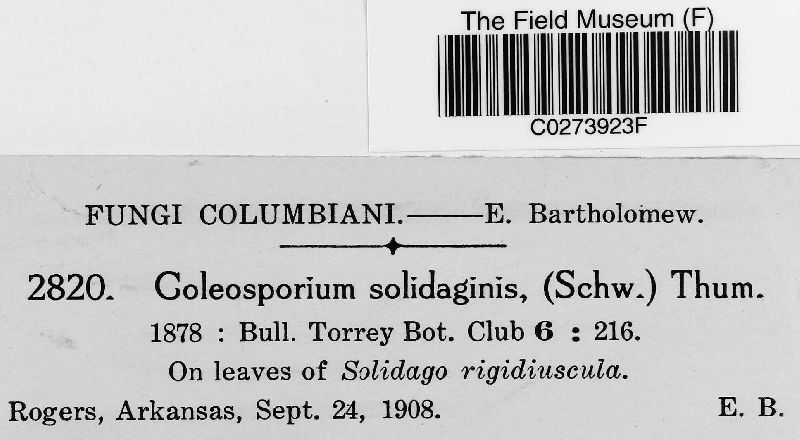 The Field Museum (F)
C0273923F
FUNGI COLUMBIANI.——E. Bartholomew.
2820. Coleosporium solidaginis, (Schw.) Thum.
1878 : Bull. Torrey Bot. Club 6 : 216.
On leaves of Solidago rigidiuscula.
Rogers, Arkansas, Sept. 24, 1908. E. B.